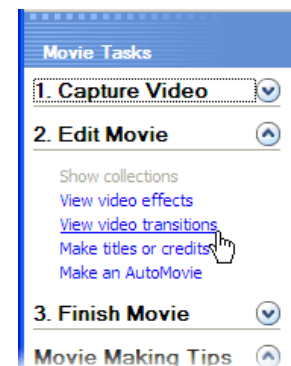 Movie Tasks
1. Capture Video
2. Edit Movie
Show collections
View video effects
View video transitions
Make titles or credits
Make an AutoMovie
3. Finish Movie
Movie Making Tips